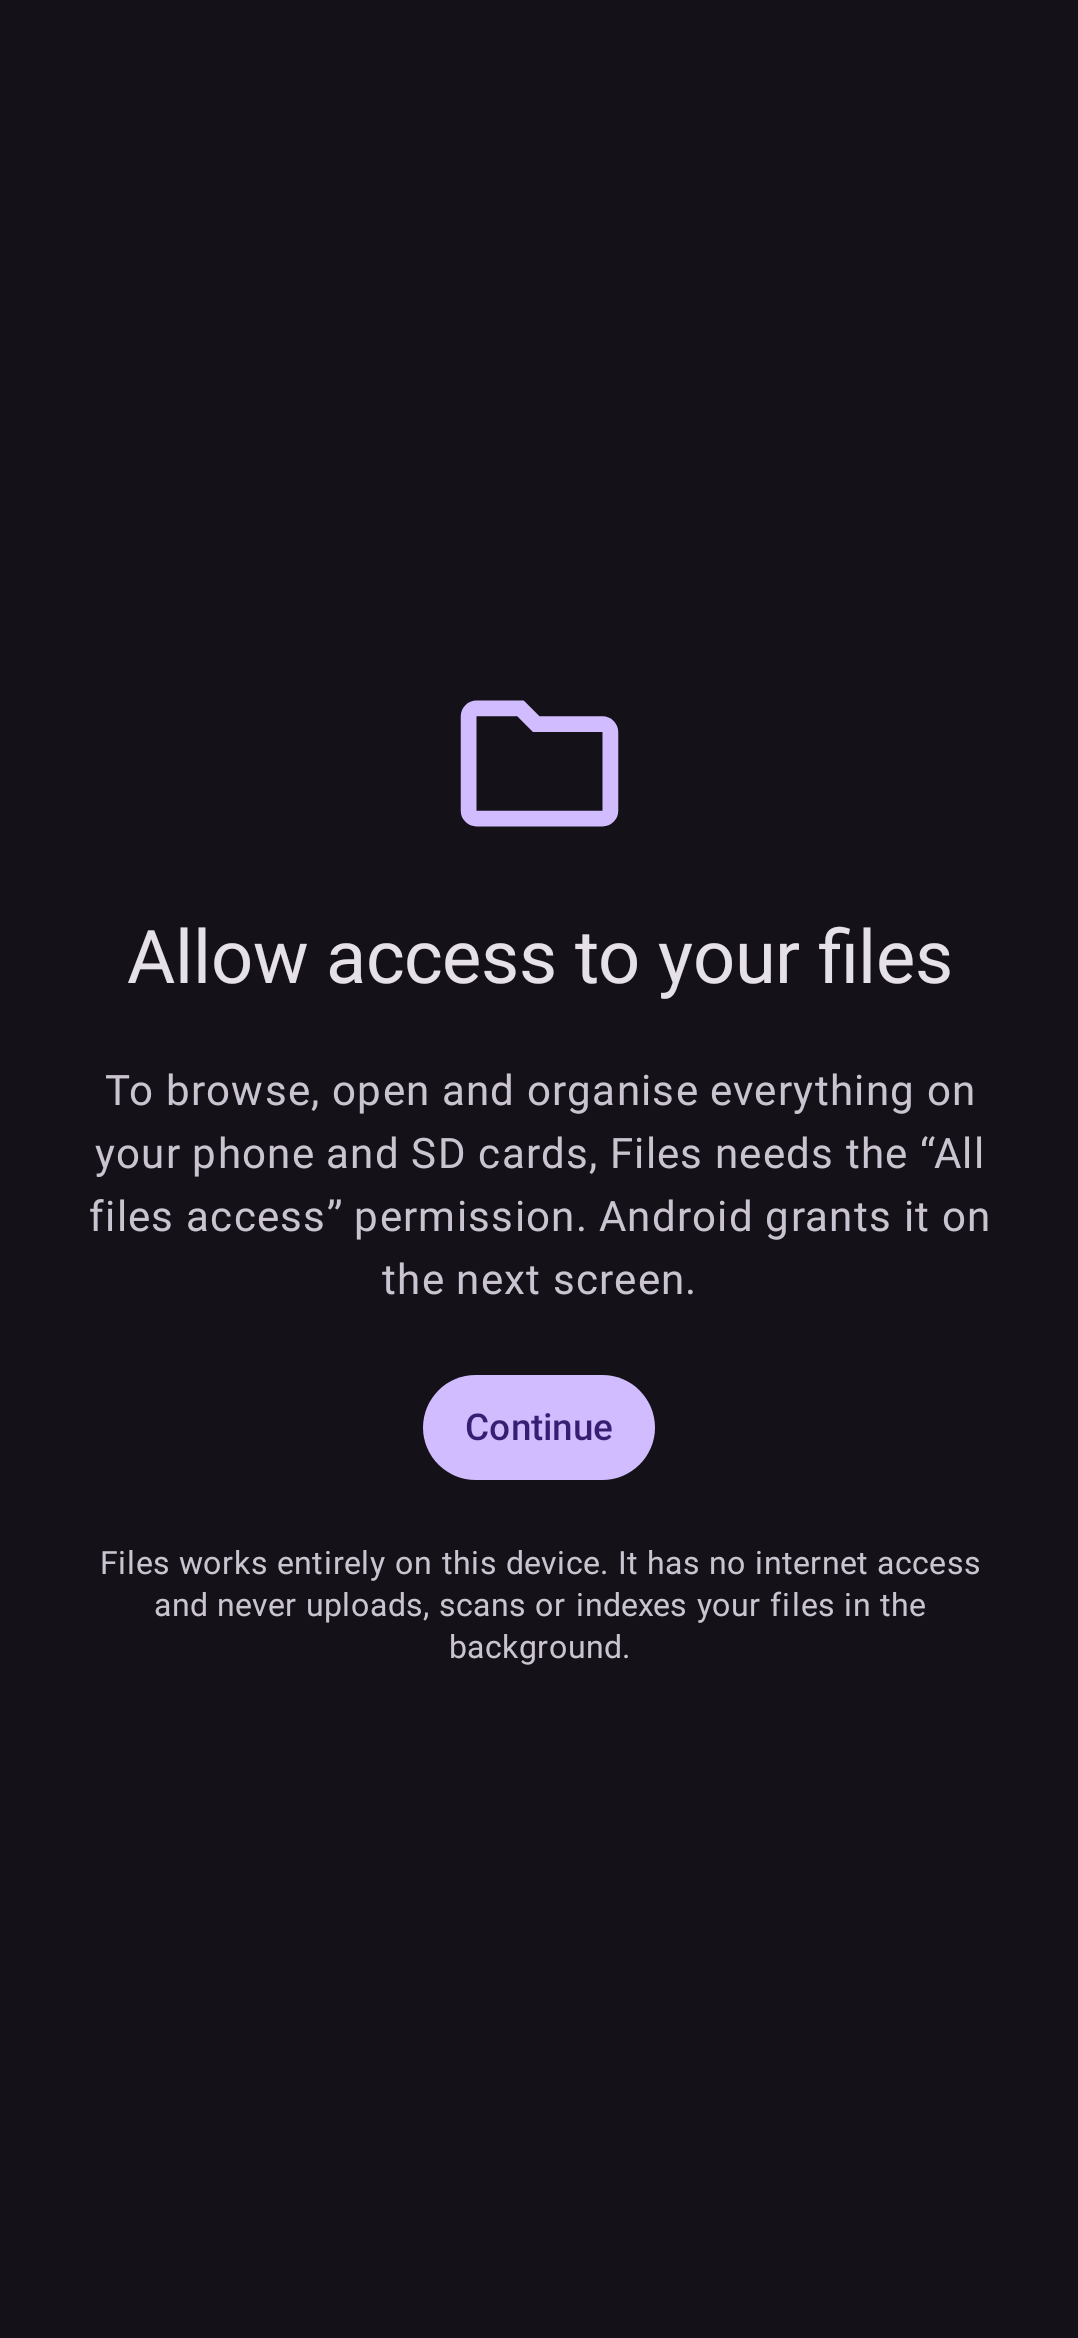 Allow access to your files
To browse, open and organise everything on
your phone and SD cards, Files needs the “All
files access” permission. Android grants it on
the next screen.
Continue
Files works entirely on this device. It has no internet access
and never uploads, scans or indexes your files in the
background.